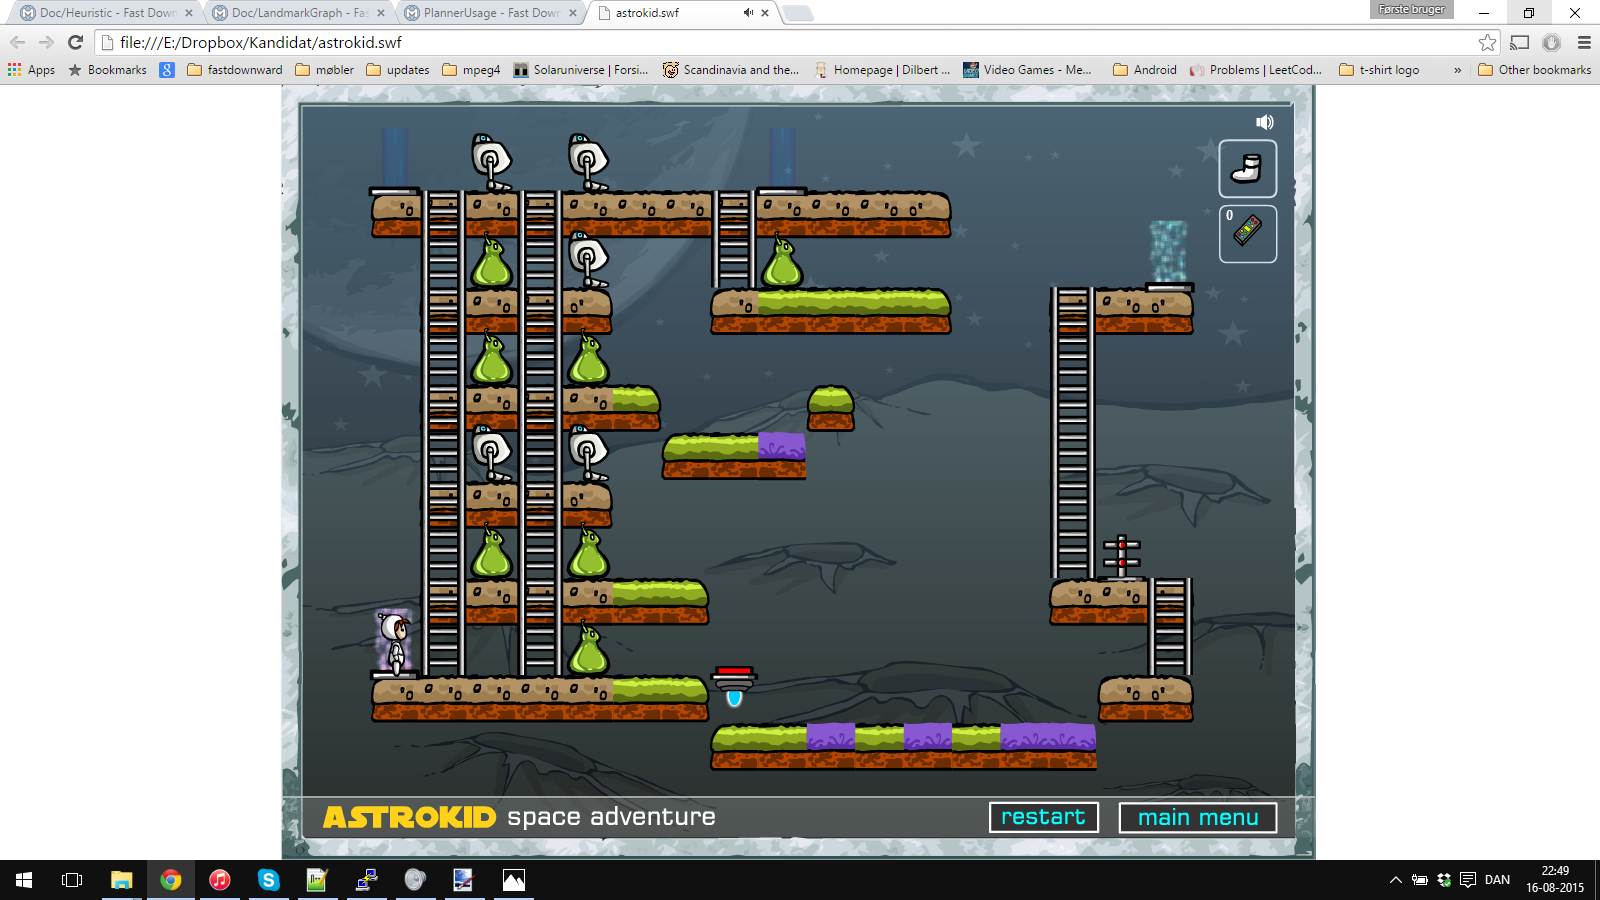 Doc/Heuristic - Fast Down
Doc/LandmarkGraph - Fas
PlannerUsage - Fast Down
astrokid.swf
Første bruger
file:///E:/Dropbox/Kandidat/astrokid.swf
Apps
Bookmarks
8
fastdownward
møbler
updates
mpeg4
Solaruniverse | Forsi...
Scandinavia and the...
Homepage | Dilbert ...
Video Games - Me...
Android
Problems | LeetCod...
t-shirt logo
»
Other bookmarks
0
ASTROKID space adventure
restart
main menu
DAN
22:49
16-08-2015